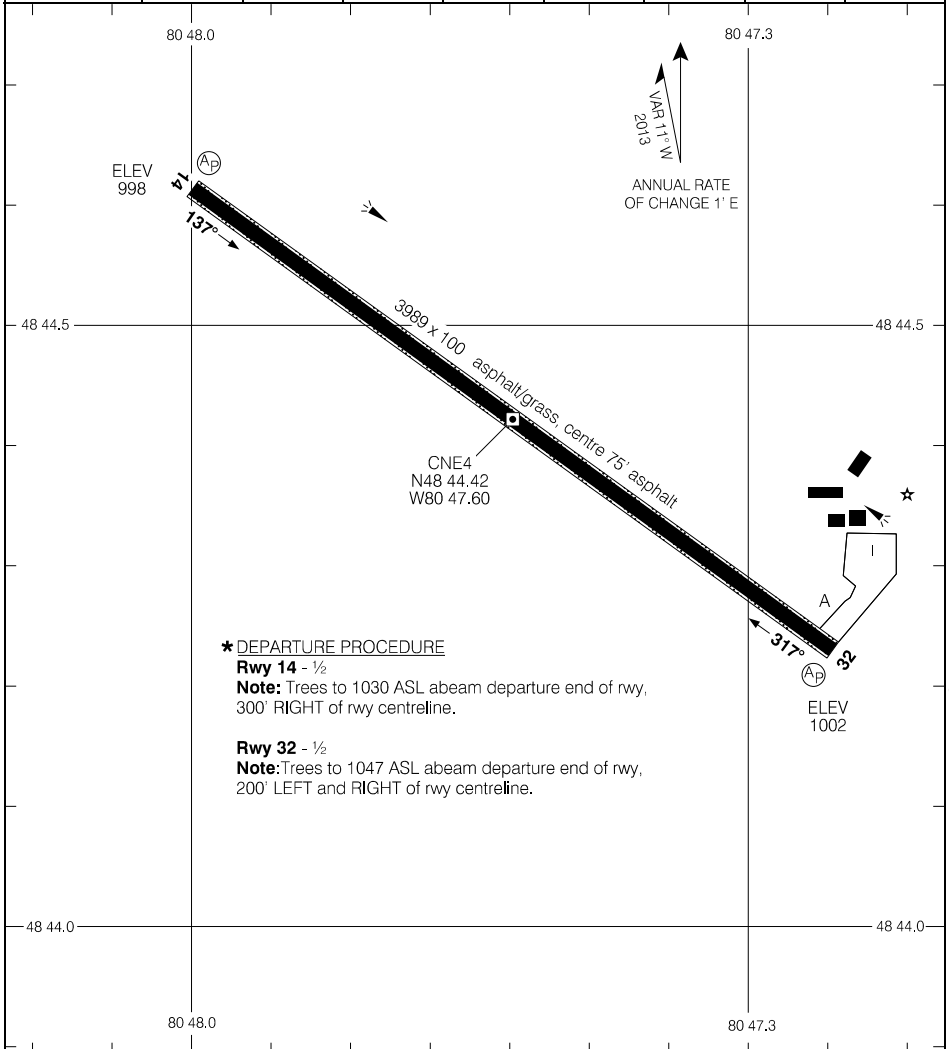 80 48.0
80 47.3
VAR 11° W
2013
ANNUAL RATE
OF CHANGE 1' E
ELEV
998
14
AP
137°
48 44.5
48 44.5
3989 x 100 asphalt/grass, centre 75' asphalt
CNE4
N48 44.42
W80 47.60
I
A
317°
32
AP
ELEV
1002
* DEPARTURE PROCEDURE
Rwy 14 - ½
Note: Trees to 1030 ASL abeam departure end of rwy,
300' RIGHT of rwy centreline.
Rwy 32 - ½
Note:Trees to 1047 ASL abeam departure end of rwy,
200' LEFT and RIGHT of rwy centreline.
48 44.0
48 44.0
80 48.0
80 47.3